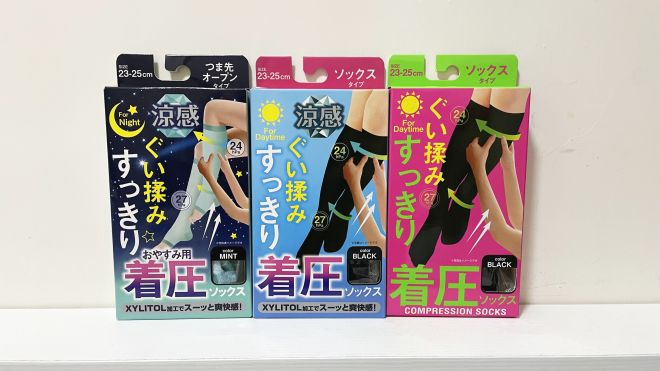 SIZE
23-25cm
つま先
オープン
タイプ
For
Night
涼感
ぐい揉み
すっきり
24
hPa
27
hPa
おやすみ用
color
MINT
着圧
ソックス
XYLITOL加工でスーッと爽快感!
SIZE
23-25cm
ソックス
タイプ
For
Daytime
涼感
ぐい揉み
すっきり
24
hPa
27
hPa
color
BLACK
着圧
ソックス
XYLITOL加工でスーッと爽快感!
SIZE
23-25cm
ソックス
タイプ
For
Daytime
ぐい揉み
すっきり
24
hPa
27
hPa
color
BLACK
着圧
ソックス
COMPRESSION SOCKS